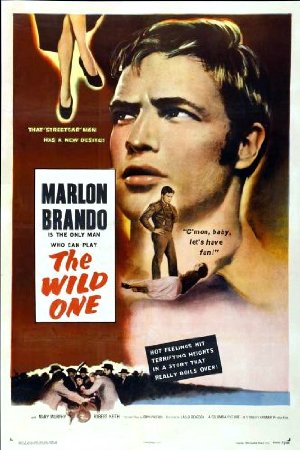 THAT 'STREETCAR' MAN
HAS A NEW DESIRE!
MARLON
BRANDO
IS THE ONLY MAN
WHO CAN PLAY
The
WILD
ONE
"C'mon, baby,
let's have
fun!"
HOT FEELINGS HIT
TERRIFYING HEIGHTS
IN A STORY THAT
REALLY BOILS OVER!
with MARY MURPHY · ROBERT KEITH
A COLUMBIA PICTURE